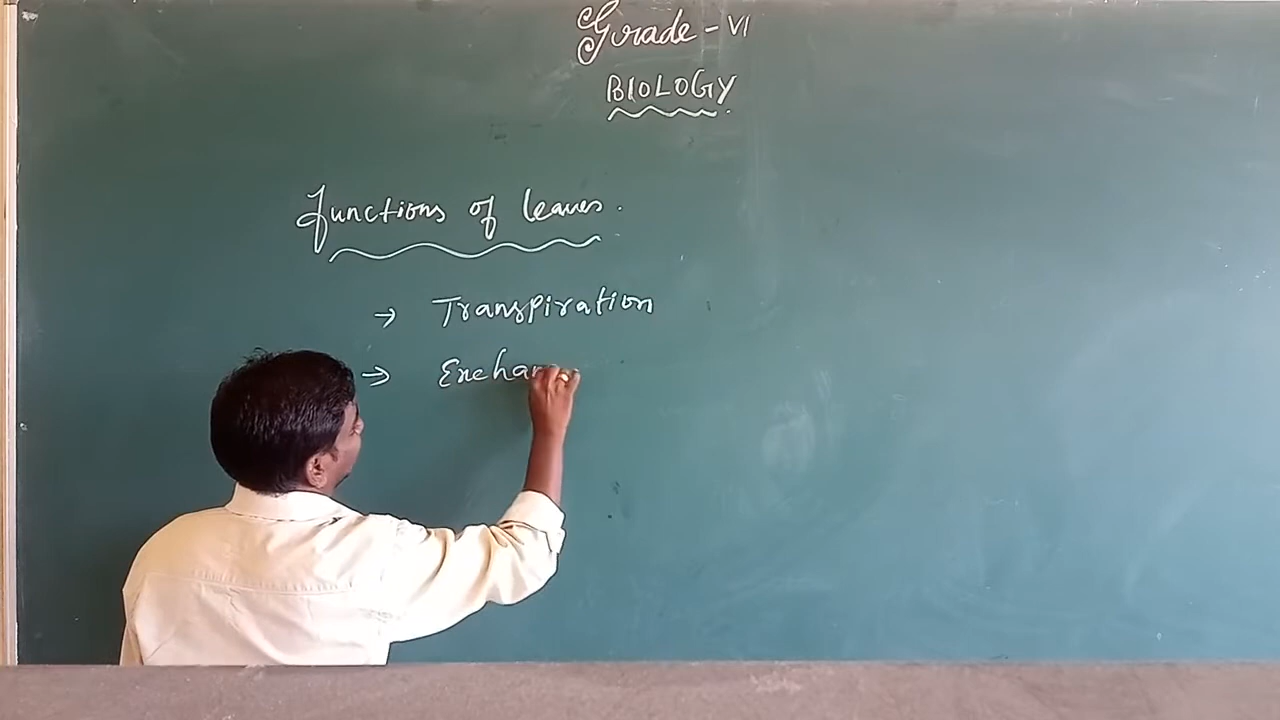 Grade - VI
BIOLOGY.
Functions of leaves.
→ Transpiration
→ Exchan